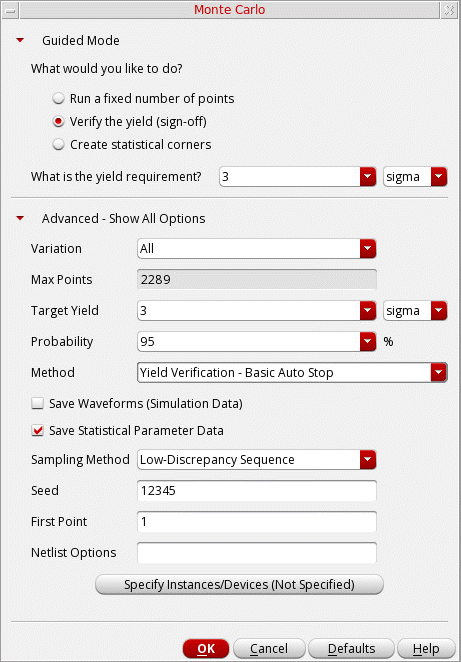 Monte Carlo
Guided Mode
What would you like to do?
Run a fixed number of points
Verify the yield (sign-off)
Create statistical corners
What is the yield requirement? 3 sigma
Advanced - Show All Options
Variation All
Max Points 2289
Target Yield 3 sigma
Probability 95 %
Method Yield Verification - Basic Auto Stop
Save Waveforms (Simulation Data)
Save Statistical Parameter Data
Sampling Method Low-Discrepancy Sequence
Seed 12345
First Point 1
Netlist Options
Specify Instances/Devices (Not Specified)
OK Cancel Defaults Help